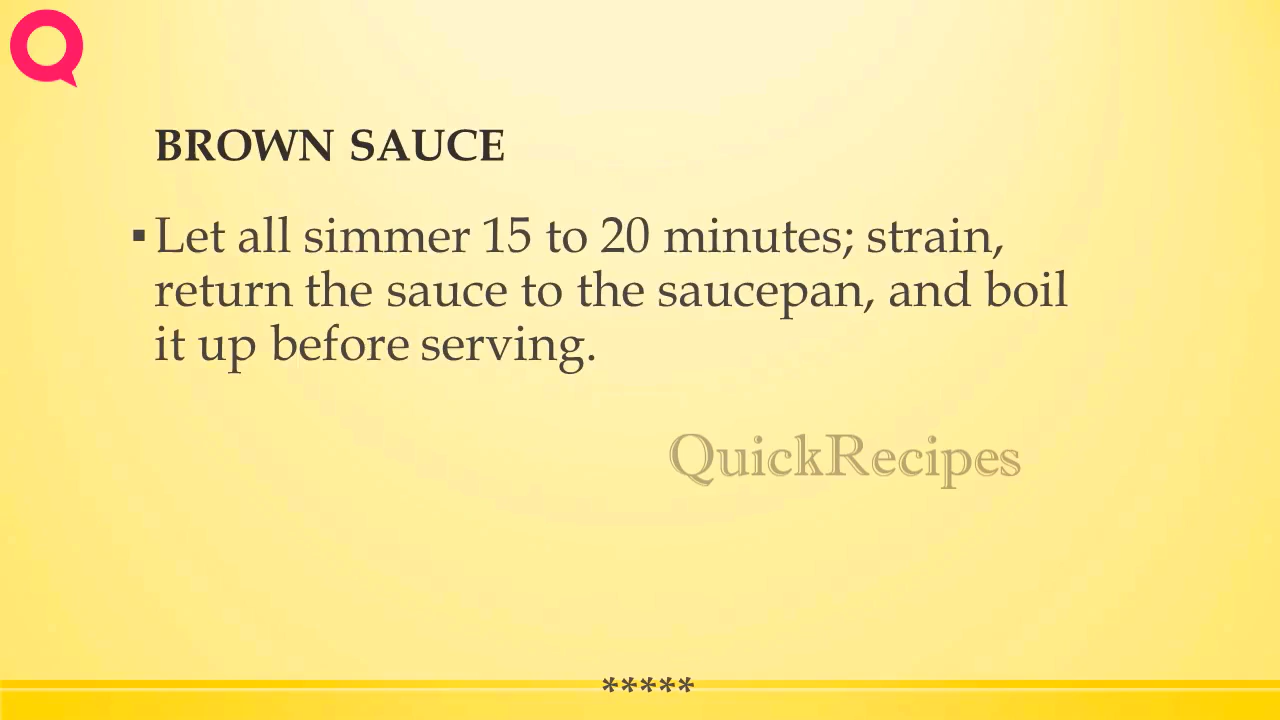 BROWN SAUCE
▪ Let all simmer 15 to 20 minutes; strain,
return the sauce to the saucepan, and boil
it up before serving.
QuickRecipes
*****